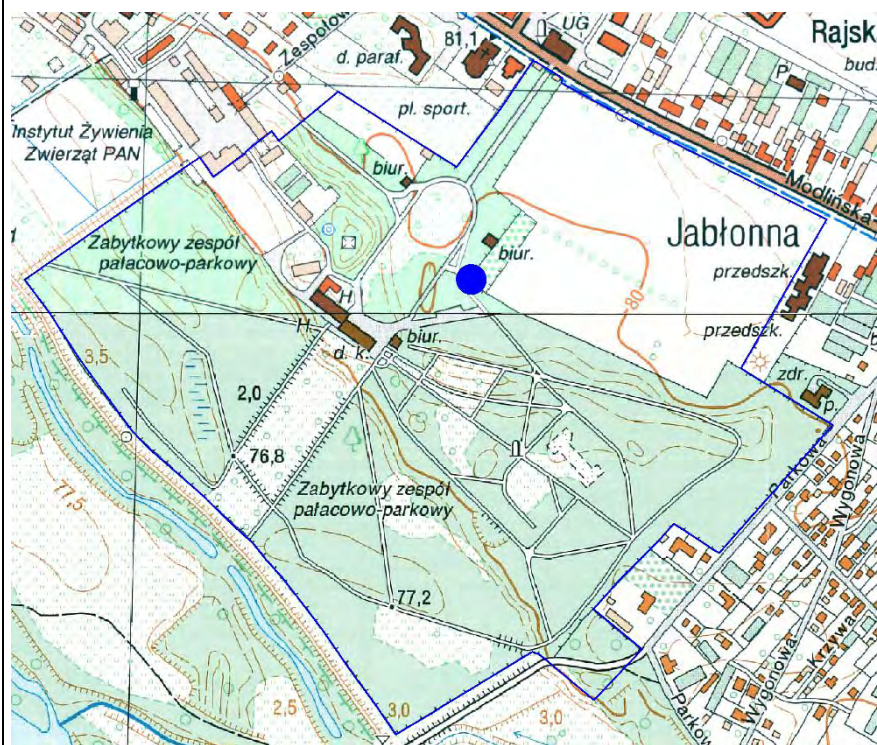 UG
Rajsk
bud.
81,1
d. paraf.
Zespołowa
P
pl. sport.
Instytut Żywienia
Zwierząt PAN
biur.
Modlińska
Jabłonna
Zabytkowy zespół
pałacowo-parkowy
biur.
przedszk.
80
H
H
przedszk.
biur.
d. k.
3,5
zdr.
2,0
P
76,8
Parkowa
Wygonowa
77,5
Zabytkowy zespół
pałacowo-parkowy
77,2
Krzywa
Wygonowa
2,5
3,0
3,0
Parkow